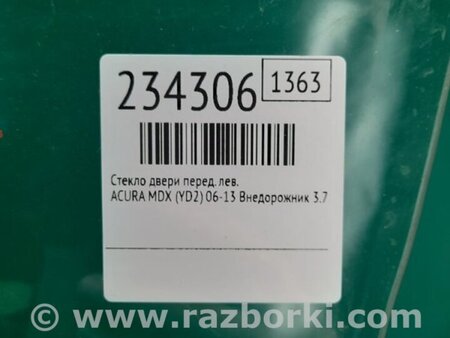 234306
1363
Стекло двери перед. лев.
ACURA MDX (YD2) 06-13 Внедорожник 3.7
© www.razborki.com